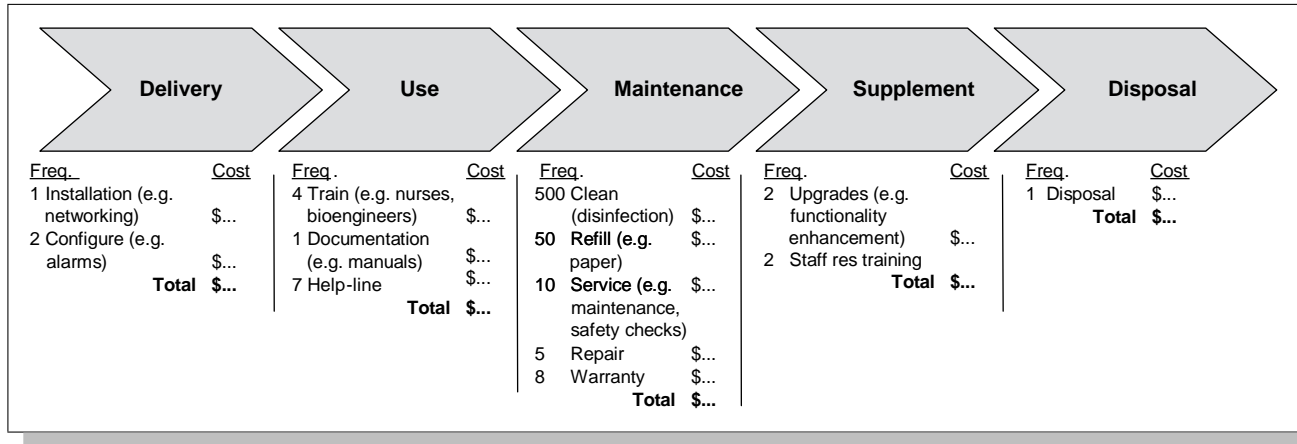 Delivery
Use
Maintenance
Supplement
Disposal
Freq. Cost
1 Installation (e.g.
networking) $...
2 Configure (e.g.
alarms) $...
Total $...
Freq. Cost
4 Train (e.g. nurses,
bioengineers) $...
1 Documentation
(e.g. manuals) $...
7 Help-line $...
Total $...
Freq. Cost
500 Clean
(disinfection) $...
50 Refill (e.g. $...
paper)
10 Service (e.g. $...
maintenance,
safety checks)
5 Repair $...
8 Warranty $...
Total $...
Freq. Cost
2 Upgrades (e.g.
functionality
enhancement) $...
2 Staff res training
Total $...
Freq. Cost
1 Disposal $...
Total $...